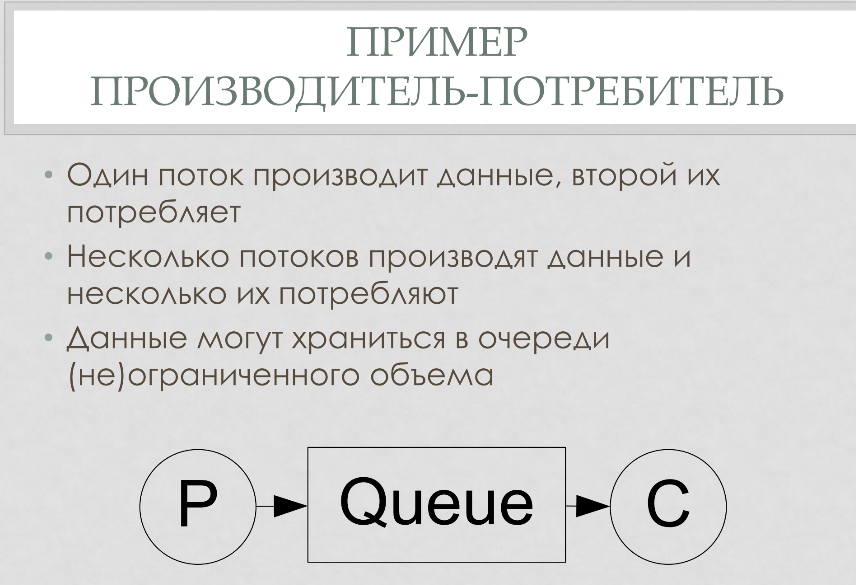 ПРИМЕР
ПРОИЗВОДИТЕЛЬ-ПОТРЕБИТЕЛЬ
• Один поток производит данные, второй их
потребляет
• Несколько потоков производят данные и
несколько их потребляют
• Данные могут храниться в очереди
(не)ограниченного объема
P
Queue
C